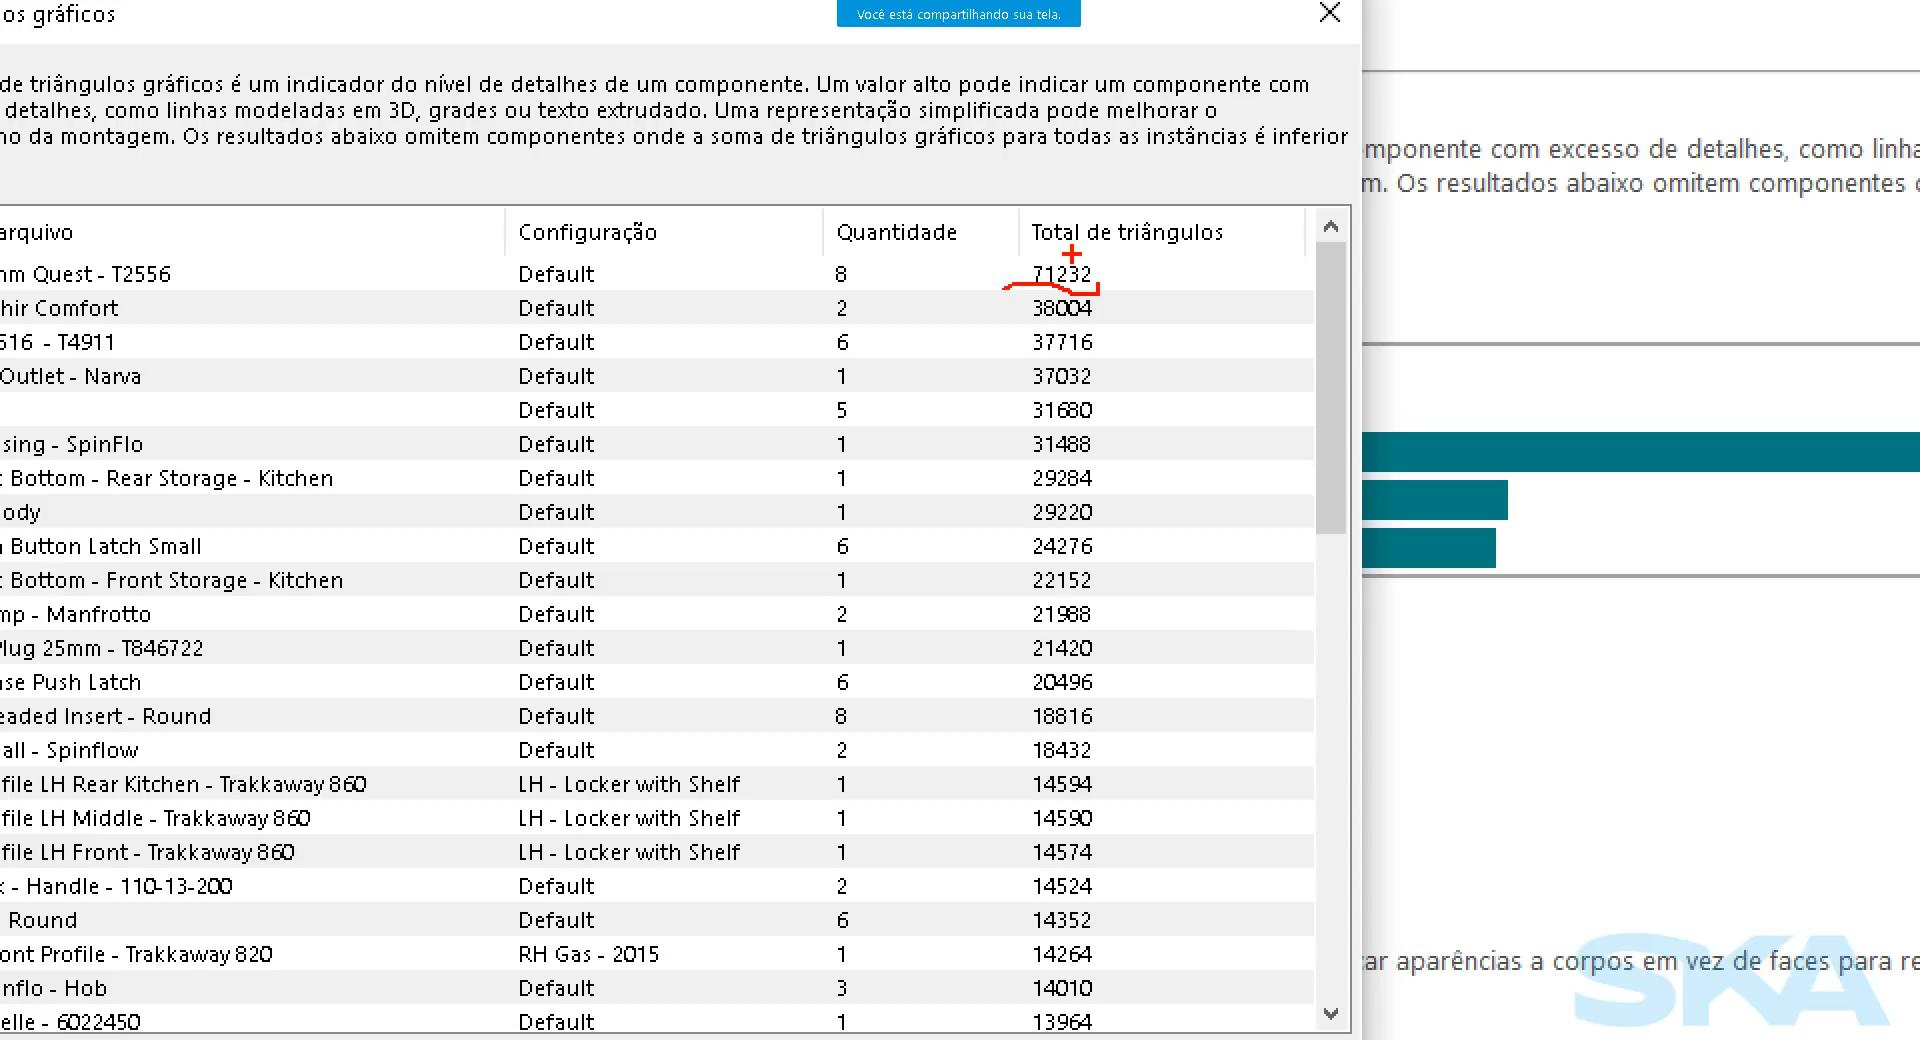 os gráficos
Você está compartilhando sua tela.
de triângulos gráficos é um indicador do nível de detalhes de um componente. Um valor alto pode indicar um componente com
detalhes, como linhas modeladas em 3D, grades ou texto extrudado. Uma representação simplificada pode melhorar o
no da montagem. Os resultados abaixo omitem componentes onde a soma de triângulos gráficos para todas as instâncias é inferior
mponente com excesso de detalhes, como linha
m. Os resultados abaixo omitem componentes
arquivo Configuração Quantidade Total de triângulos
nm Quest - T2556 Default 8 71232
hir Comfort Default 2 38004
516 - T4911 Default 6 37716
Outlet - Narva Default 1 37032
Default 5 31680
sing - SpinFlo Default 1 31488
Bottom - Rear Storage - Kitchen Default 1 29284
ody Default 1 29220
Button Latch Small Default 6 24276
Bottom - Front Storage - Kitchen Default 1 22152
mp - Manfrotto Default 2 21988
Plug 25mm - T846722 Default 1 21420
se Push Latch Default 6 20496
eaded Insert - Round Default 8 18816
all - Spinflow Default 2 18432
file LH Rear Kitchen - Trakkaway 860 LH - Locker with Shelf 1 14594
file LH Middle - Trakkaway 860 LH - Locker with Shelf 1 14590
file LH Front - Trakkaway 860 LH - Locker with Shelf 1 14574
- Handle - 110-13-200 Default 2 14524
Round Default 6 14352
ont Profile - Trakkaway 820 RH Gas - 2015 1 14264
nflo - Hob Default 3 14010
elle - 6022450 Default 1 13964
ar aparências a corpos em vez de faces para re
SKA